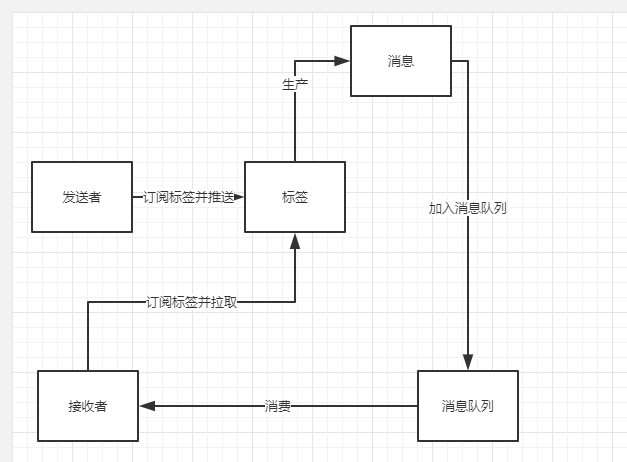 消息
生产
发送者
订阅标签并推送
标签
加入消息队列
订阅标签并拉取
接收者
消费
消息队列